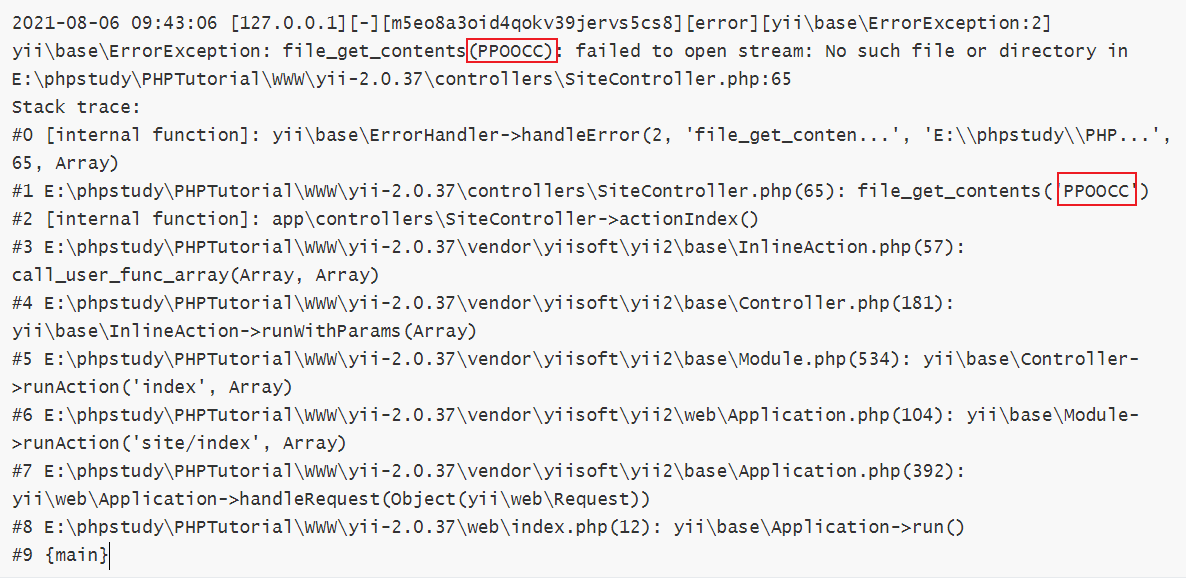 2021-08-06 09:43:06 [127.0.0.1][-][m5eo8a3oid4qokv39jervs5cs8][error][yii\base\ErrorException:2]
yii\base\ErrorException: file_get_contents(PPOOCC): failed to open stream: No such file or directory in
E:\phpstudy\PHPTutorial\WWW\yii-2.0.37\controllers\SiteController.php:65
Stack trace:
#0 [internal function]: yii\base\ErrorHandler->handleError(2, 'file_get_conten...', 'E:\\phpstudy\\PHP...',
65, Array)
#1 E:\phpstudy\PHPTutorial\WWW\yii-2.0.37\controllers\SiteController.php(65): file_get_contents('PPOOCC')
#2 [internal function]: app\controllers\SiteController->actionIndex()
#3 E:\phpstudy\PHPTutorial\WWW\yii-2.0.37\vendor\yiisoft\yii2\base\InlineAction.php(57):
call_user_func_array(Array, Array)
#4 E:\phpstudy\PHPTutorial\WWW\yii-2.0.37\vendor\yiisoft\yii2\base\Controller.php(181):
yii\base\InlineAction->runWithParams(Array)
#5 E:\phpstudy\PHPTutorial\WWW\yii-2.0.37\vendor\yiisoft\yii2\base\Module.php(534): yii\base\Controller-
>runAction('index', Array)
#6 E:\phpstudy\PHPTutorial\WWW\yii-2.0.37\vendor\yiisoft\yii2\web\Application.php(104): yii\base\Module-
>runAction('site/index', Array)
#7 E:\phpstudy\PHPTutorial\WWW\yii-2.0.37\vendor\yiisoft\yii2\base\Application.php(392):
yii\web\Application->handleRequest(Object(yii\web\Request))
#8 E:\phpstudy\PHPTutorial\WWW\yii-2.0.37\web\index.php(12): yii\base\Application->run()
#9 {main}